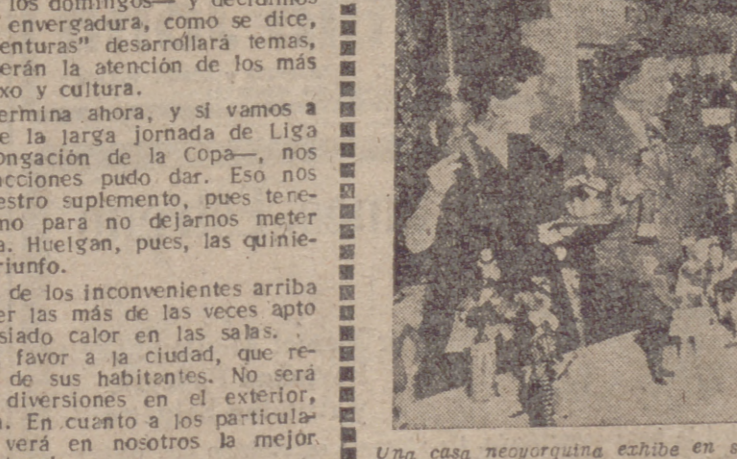 los domingos— y decidimos
envergadura, como se dice,
enturas" desarrollará temas,
erán la atención de los más
xo y cultura.
ermina ahora, y si vamos a
e la larga jornada de Liga
ongación de la Copa—, nos
acciones pudo dar. Eso nos
estro suplemento, pues tene-
mo para no dejarnos meter
a. Huelgan, pues, las quinie-
riunfo.
de los inconvenientes arriba
er las más de las veces apto
siado calor en las salas.
favor a la ciudad, que re-
de sus habitantes. No será
diversiones en el exterior,
a. En cuanto a los particula-
verá en nosotros la mejor
Una casa neoyorquina exhibe en s